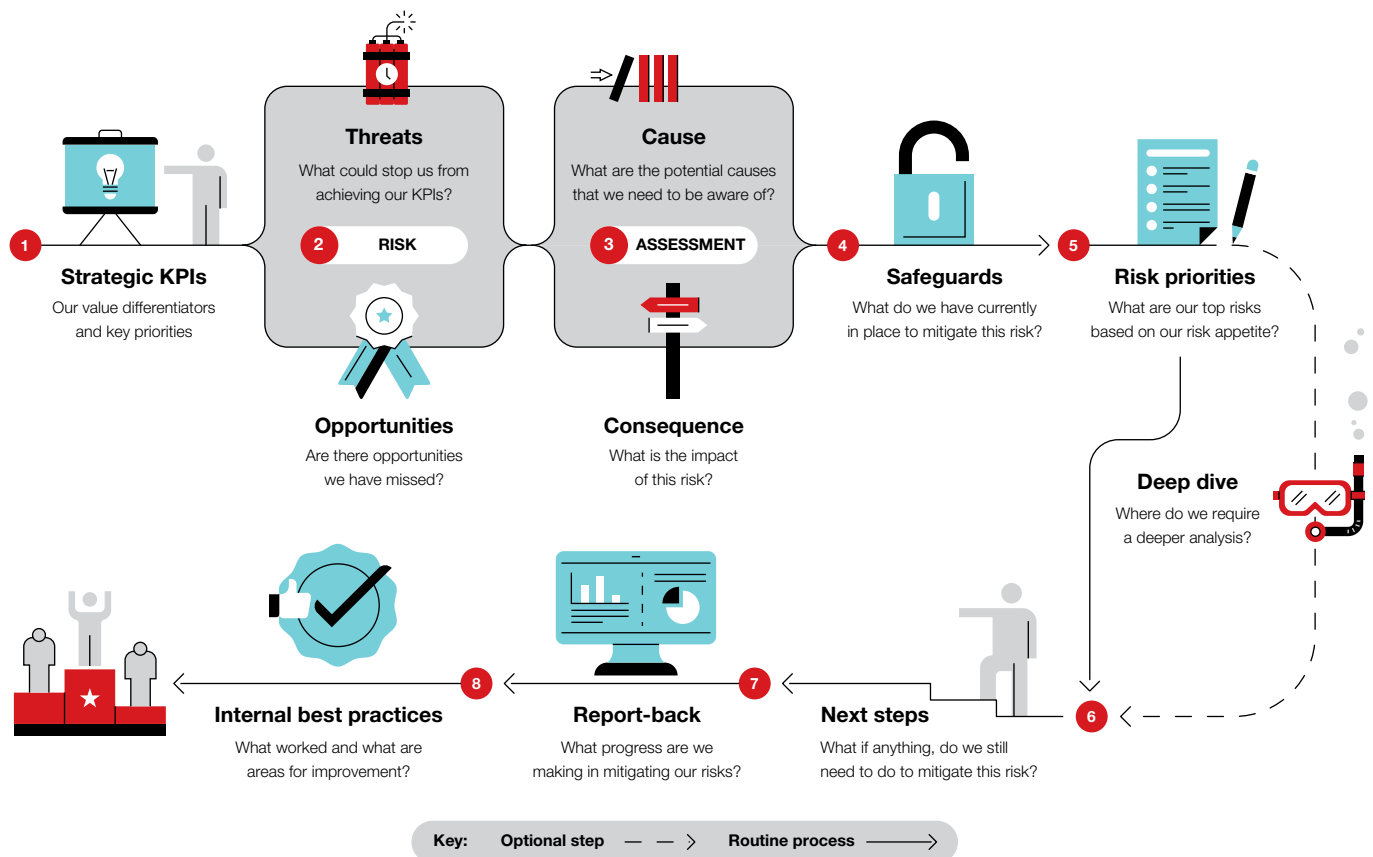 Threats
What could stop us from
achieving our KPIs?
2
RISK
Cause
What are the potential causes
that we need to be aware of?
3
ASSESSMENT
1
Strategic KPIs
Our value differentiators
and key priorities
4
Safeguards
What do we have currently
in place to mitigate this risk?
5
Risk priorities
What are our top risks
based on our risk appetite?
Opportunities
Are there opportunities
we have missed?
Consequence
What is the impact
of this risk?
Deep dive
Where do we require
a deeper analysis?
6
Next steps
What if anything, do we still
need to do to mitigate this risk?
7
Report-back
What progress are we
making in mitigating our risks?
8
Internal best practices
What worked and what are
areas for improvement?
Key: Optional step Routine process